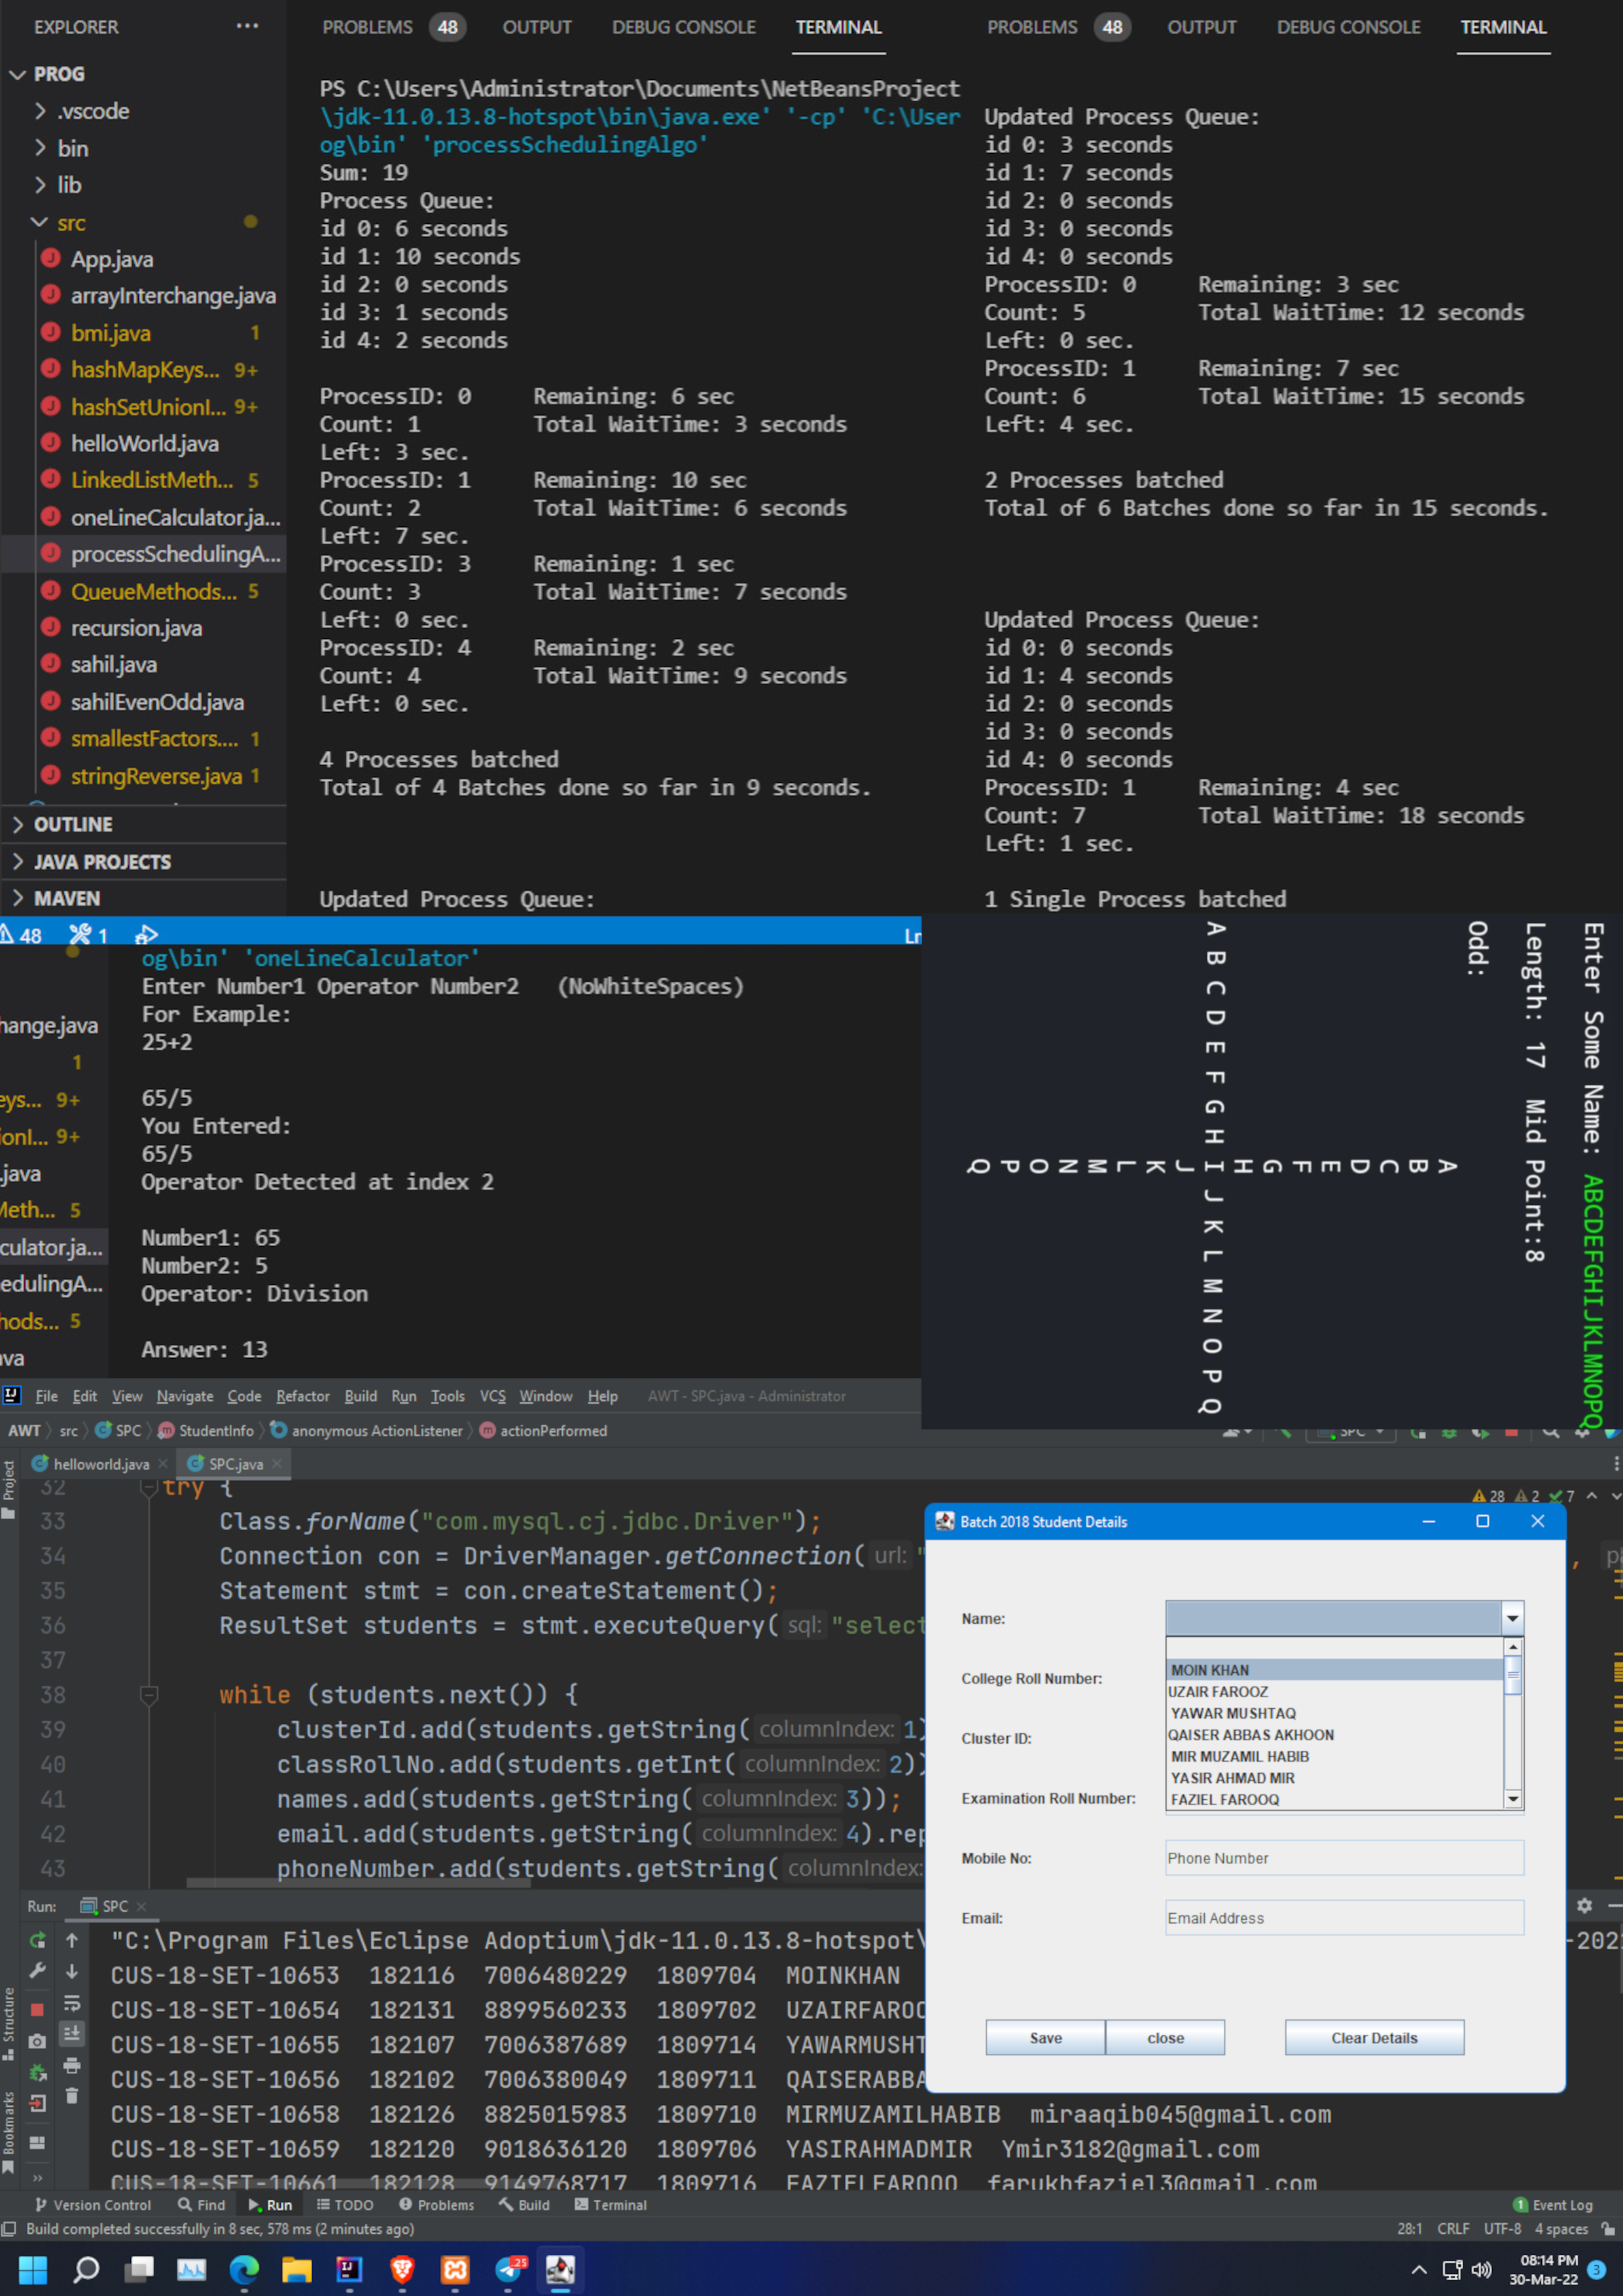 EXPLORER ...
PROG
.vscode
bin
lib
src
App.java
arrayInterchange.java
bmi.java 1
hashMapKeys... 9+
hashSetUnionI... 9+
helloWorld.java
LinkedListMeth... 5
oneLineCalculator.ja...
processSchedulingA...
QueueMethods... 5
recursion.java
sahil.java
sahilEvenOdd.java
smallestFactors.... 1
stringReverse.java 1
OUTLINE
JAVA PROJECTS
MAVEN
PROBLEMS 48 OUTPUT DEBUG CONSOLE TERMINAL
PS C:\Users\Administrator\Documents\NetBeansProject
\jdk-11.0.13.8-hotspot\bin\java.exe' '-cp' 'C:\User
og\bin' 'processSchedulingAlgo'
Sum: 19
Process Queue:
id 0: 6 seconds
id 1: 10 seconds
id 2: 0 seconds
id 3: 1 seconds
id 4: 2 seconds
ProcessID: 0 Remaining: 6 sec
Count: 1 Total WaitTime: 3 seconds
Left: 3 sec.
ProcessID: 1 Remaining: 10 sec
Count: 2 Total WaitTime: 6 seconds
Left: 7 sec.
ProcessID: 3 Remaining: 1 sec
Count: 3 Total WaitTime: 7 seconds
Left: 0 sec.
ProcessID: 4 Remaining: 2 sec
Count: 4 Total WaitTime: 9 seconds
Left: 0 sec.
4 Processes batched
Total of 4 Batches done so far in 9 seconds.
Updated Process Queue:
PROBLEMS 48 OUTPUT DEBUG CONSOLE TERMINAL
Updated Process Queue:
id 0: 3 seconds
id 1: 7 seconds
id 2: 0 seconds
id 3: 0 seconds
id 4: 0 seconds
ProcessID: 0 Remaining: 3 sec
Count: 5 Total WaitTime: 12 seconds
Left: 0 sec.
ProcessID: 1 Remaining: 7 sec
Count: 6 Total WaitTime: 15 seconds
Left: 4 sec.
2 Processes batched
Total of 6 Batches done so far in 15 seconds.
Updated Process Queue:
id 0: 0 seconds
id 1: 4 seconds
id 2: 0 seconds
id 3: 0 seconds
id 4: 0 seconds
ProcessID: 1 Remaining: 4 sec
Count: 7 Total WaitTime: 18 seconds
Left: 1 sec.
1 Single Process batched
48 1 Ln
hange.java
1
eys... 9+
ionI... 9+
.java
Meth... 5
culator.ja...
edulingA...
hods... 5
va
og\bin' 'oneLineCalculator'
Enter Number1 Operator Number2 (NoWhiteSpaces)
For Example:
25+2
65/5
You Entered:
65/5
Operator Detected at index 2
Number1: 65
Number2: 5
Operator: Division
Answer: 13
Enter Some Name: ABCDEFGHIJKLMNOPQ
Length: 17 Mid Point:8
Odd:
A
B
C
D
E
F
G
H
A B C D E F G H I J K L M N O P Q
J
K
L
M
N
O
P
Q
File Edit View Navigate Code Refactor Build Run Tools VCS Window Help AWT - SPC.java - Administrator
AWT src SPC StudentInfo anonymous ActionListener actionPerformed SPC
helloworld.java SPC.java
Project
28 2 7
32 try {
33 Class.forName("com.mysql.cj.jdbc.Driver");
34 Connection con = DriverManager.getConnection( url: "
35 Statement stmt = con.createStatement();
36 ResultSet students = stmt.executeQuery( sql: "select
37
38 while (students.next()) {
39 clusterId.add(students.getString( columnIndex: 1)
40 classRollNo.add(students.getInt( columnIndex: 2))
41 names.add(students.getString( columnIndex: 3));
42 email.add(students.getString( columnIndex: 4).rep
43 phoneNumber.add(students.getString( columnIndex:
Batch 2018 Student Details
Name:
MOIN KHAN
UZAIR FAROOZ
YAWAR MUSHTAQ
QAISER ABBAS AKHOON
MIR MUZAMIL HABIB
YASIR AHMAD MIR
FAZIEL FAROOQ
College Roll Number:
Cluster ID:
Examination Roll Number:
Mobile No: Phone Number
Email: Email Address
Save close Clear Details
Run: SPC
"C:\Program Files\Eclipse Adoptium\jdk-11.0.13.8-hotspot\ -202
CUS-18-SET-10653 182116 7006480229 1809704 MOINKHAN
CUS-18-SET-10654 182131 8899560233 1809702 UZAIRFAROO
CUS-18-SET-10655 182107 7006387689 1809714 YAWARMUSHT
CUS-18-SET-10656 182102 7006380049 1809711 QAISERABBA
CUS-18-SET-10658 182126 8825015983 1809710 MIRMUZAMILHABIB miraaqib045@gmail.com
CUS-18-SET-10659 182120 9018636120 1809706 YASIRAHMADMIR Ymir3182@gmail.com
CUS-18-SET-10661 182128 9149768717 1809716 FAZIELFAROOQ farukhfaziel3@gmail.com
Structure
Bookmarks
Version Control Find Run TODO Problems Build Terminal 1 Event Log
Build completed successfully in 8 sec, 578 ms (2 minutes ago) 28:1 CRLF UTF-8 4 spaces
25
08:14 PM
30-Mar-22 3